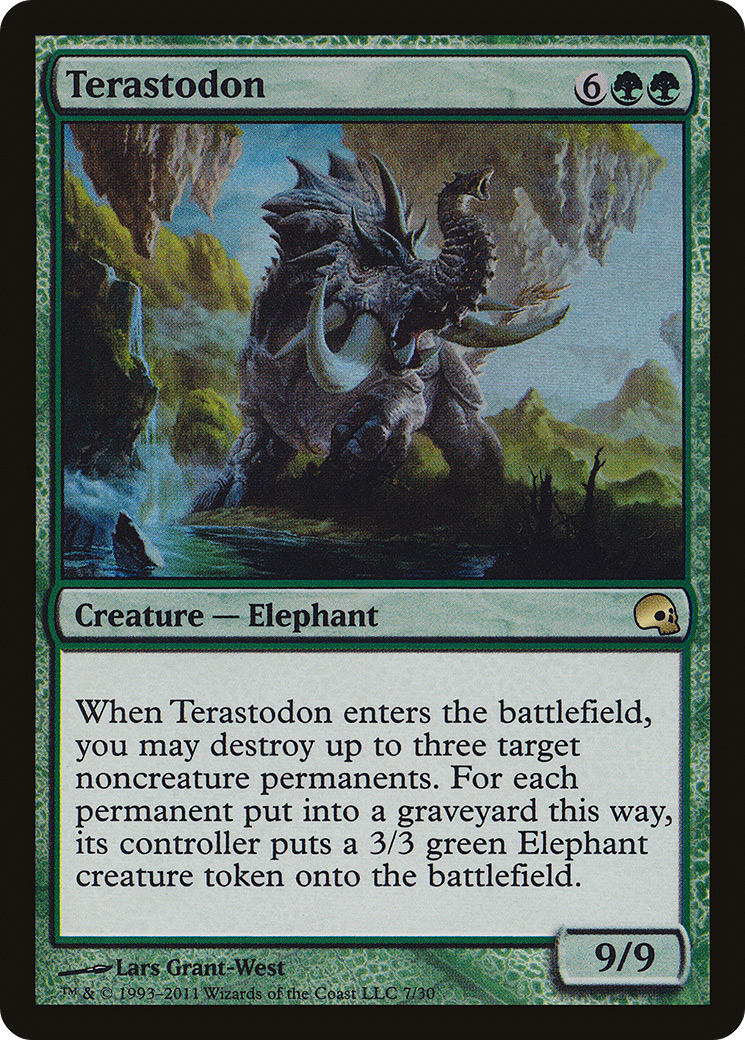 Terastodon 6
Creature — Elephant
When Terastodon enters the battlefield,
you may destroy up to three target
noncreature permanents. For each
permanent put into a graveyard this way,
its controller puts a 3/3 green Elephant
creature token onto the battlefield.
9/9
Lars Grant-West
™ & © 1993–2011 Wizards of the Coast LLC 7/30